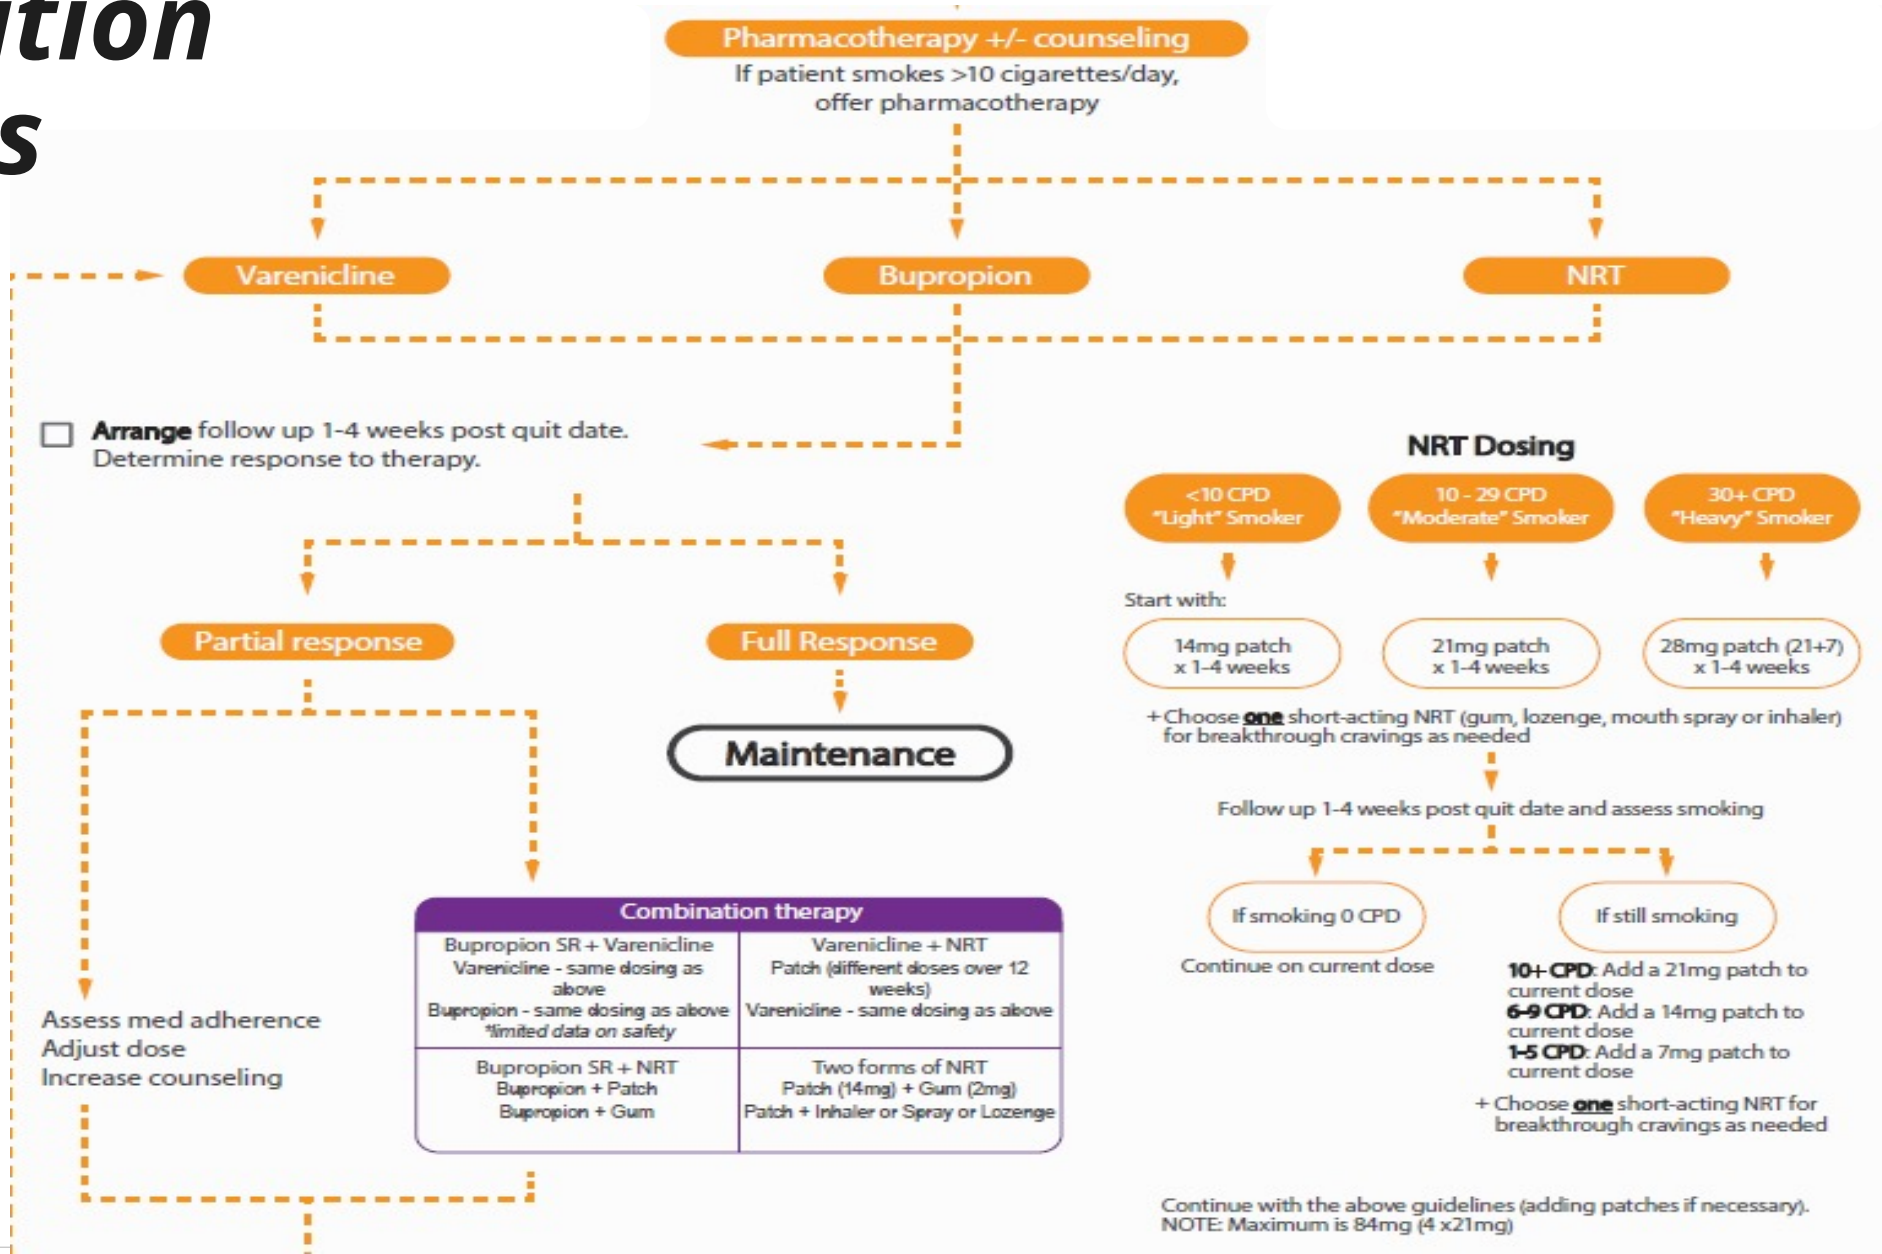 ution
s
Pharmacotherapy +/- counseling
If patient smokes >10 cigarettes/day,
offer pharmacotherapy
Varenicline
Bupropion
NRT
Arrange follow up 1-4 weeks post quit date.
Determine response to therapy.
Partial response
Full Response
Maintenance
Assess med adherence
Adjust dose
Increase counseling
Combination therapy
Bupropion SR + Varenicline
Varenicline - same dosing as
above
Bupropion - same dosing as above
*limited data on safety
Varenicline + NRT
Patch (different doses over 12
weeks)
Varenicline - same dosing as above
Bupropion SR + NRT
Bupropion + Patch
Bupropion + Gum
Two forms of NRT
Patch (14mg) + Gum (2mg)
Patch + Inhaler or Spray or Lozenge
NRT Dosing
<10 CPD
"Light" Smoker
10 - 29 CPD
"Moderate" Smoker
30+ CPD
"Heavy" Smoker
Start with:
14mg patch
x 1-4 weeks
21mg patch
x 1-4 weeks
28mg patch (21+7)
x 1-4 weeks
+ Choose one short-acting NRT (gum, lozenge, mouth spray or inhaler)
for breakthrough cravings as needed
Follow up 1-4 weeks post quit date and assess smoking
If smoking 0 CPD
Continue on current dose
If still smoking
10+ CPD: Add a 21mg patch to
current dose
6-9 CPD: Add a 14mg patch to
current dose
1-5 CPD: Add a 7mg patch to
current dose
+ Choose one short-acting NRT for
breakthrough cravings as needed
Continue with the above guidelines (adding patches if necessary).
NOTE: Maximum is 84mg (4 x21mg)